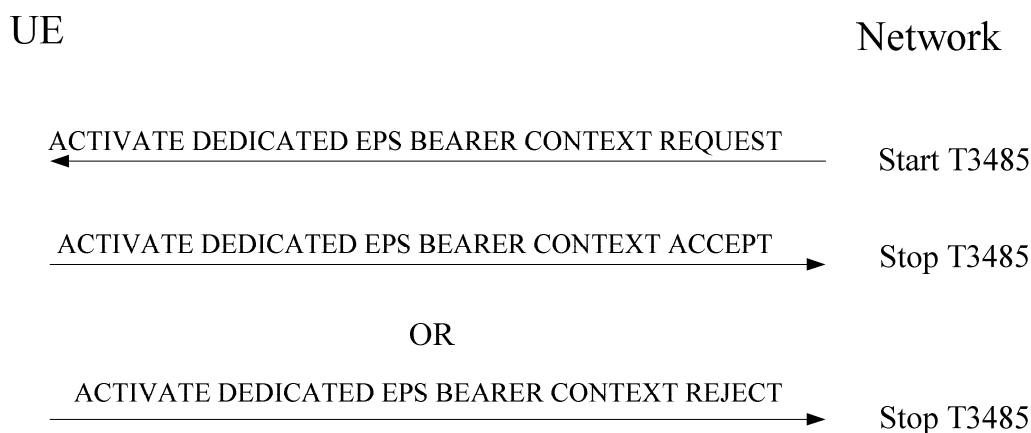 UE
Network
ACTIVATE DEDICATED EPS BEARER CONTEXT REQUEST
Start T3485
ACTIVATE DEDICATED EPS BEARER CONTEXT ACCEPT
Stop T3485
OR
ACTIVATE DEDICATED EPS BEARER CONTEXT REJECT
Stop T3485